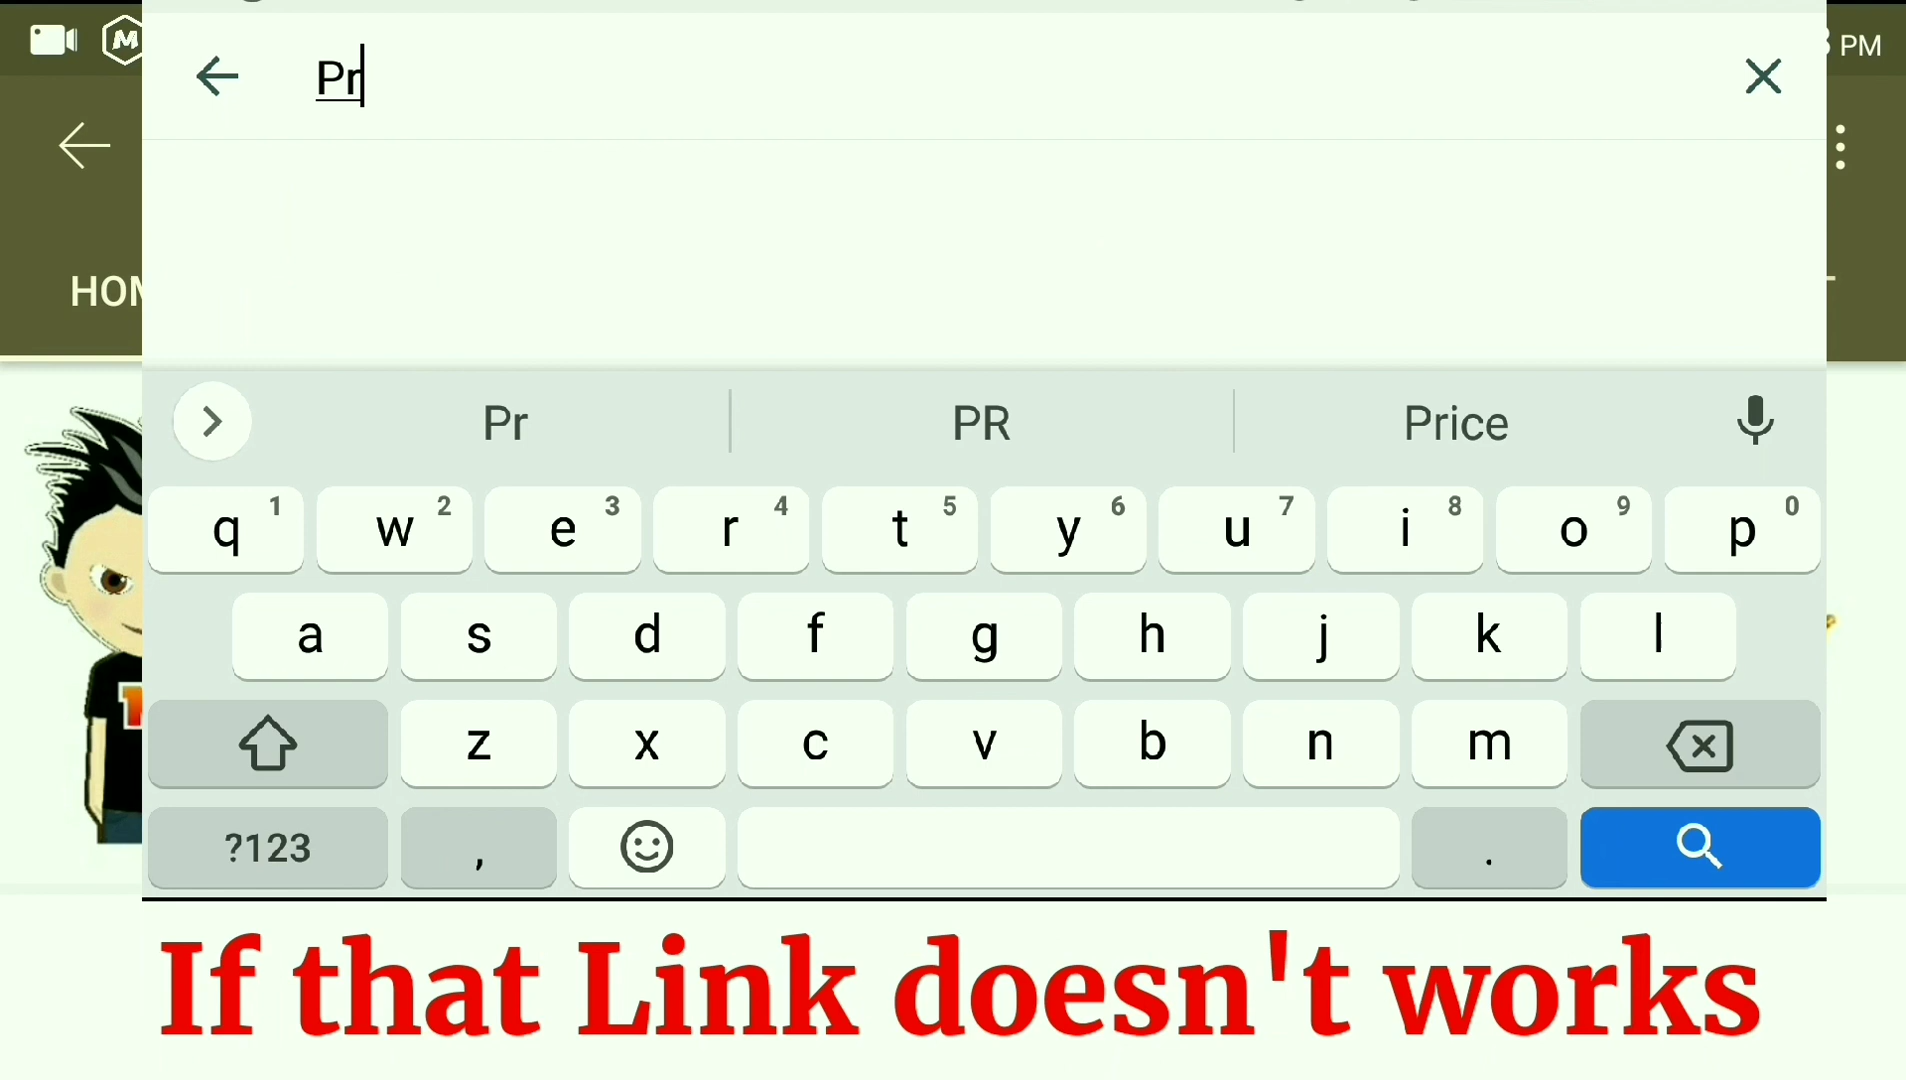 M
PM
Pr
HOM
Pr PR Price
q 1 w 2 e 3 r 4 t 5 y 6 u 7 i 8 o 9 p 0
a s d f g h j k l
z x c v b n m
?123 , .
If that Link doesn't works